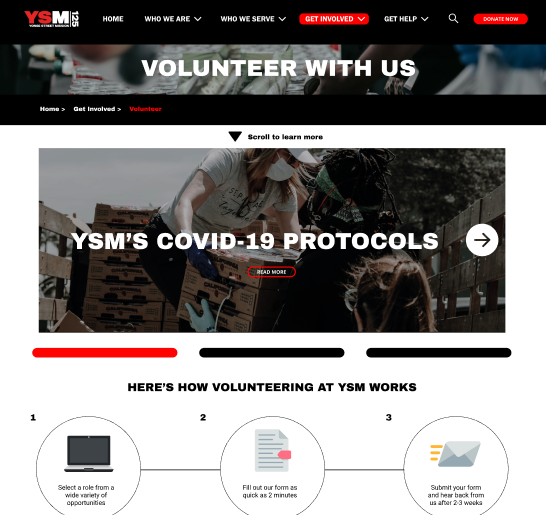 YSM 125
YONGE STREET MISSION
HOME WHO WE ARE WHO WE SERVE GET INVOLVED GET HELP DONATE NOW
VOLUNTEER WITH US
Home > Get Involved > Volunteer
Scroll to learn more
YSM'S COVID-19 PROTOCOLS
READ MORE
HERE'S HOW VOLUNTEERING AT YSM WORKS
1
Select a role from a
wide variety of
opportunities
2
Fill out our form as
quick as 2 minutes
3
Submit your form
and hear back from
us after 2-3 weeks